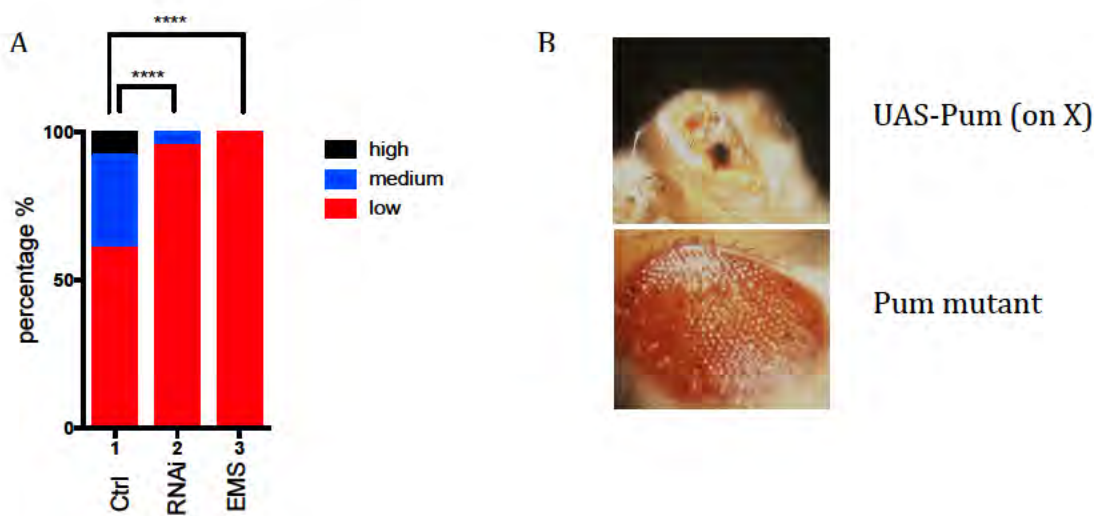 A
****
****
100
50
0
percentage %
1
2
3
Ctrl
RNAi
EMS
high
medium
low
B
UAS-Pum (on X)
Pum mutant